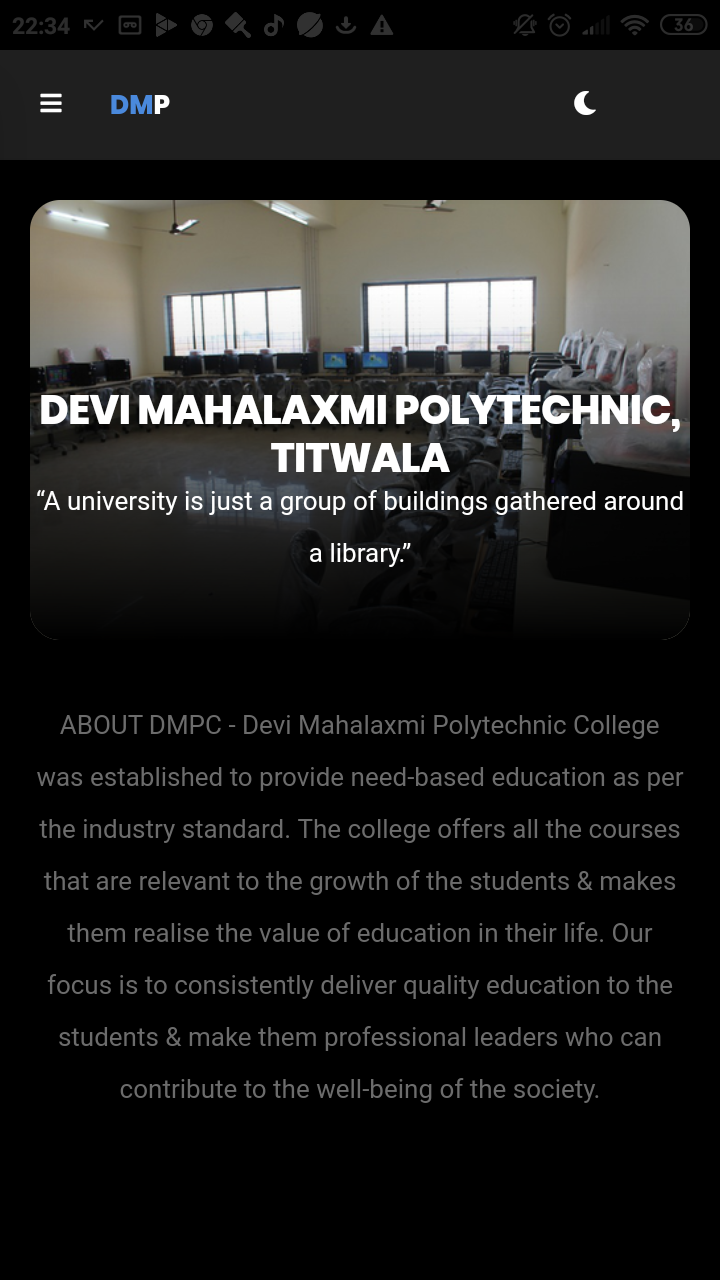 22:34
36
DMP
DEVI MAHALAXMI POLYTECHNIC,
TITWALA
“A university is just a group of buildings gathered around
a library.”
ABOUT DMPC - Devi Mahalaxmi Polytechnic College
was established to provide need-based education as per
the industry standard. The college offers all the courses
that are relevant to the growth of the students & makes
them realise the value of education in their life. Our
focus is to consistently deliver quality education to the
students & make them professional leaders who can
contribute to the well-being of the society.